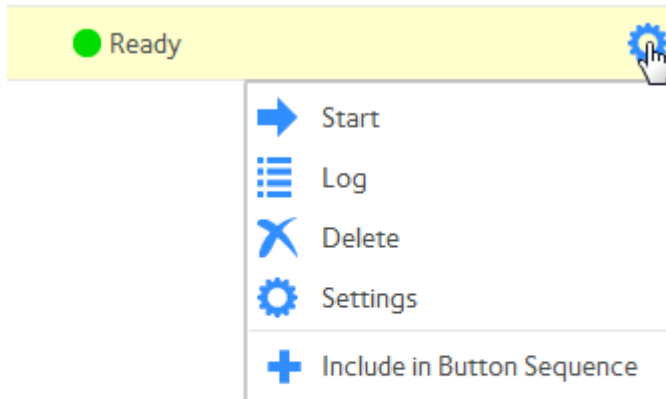 Ready
Start
Log
Delete
Settings
Include in Button Sequence